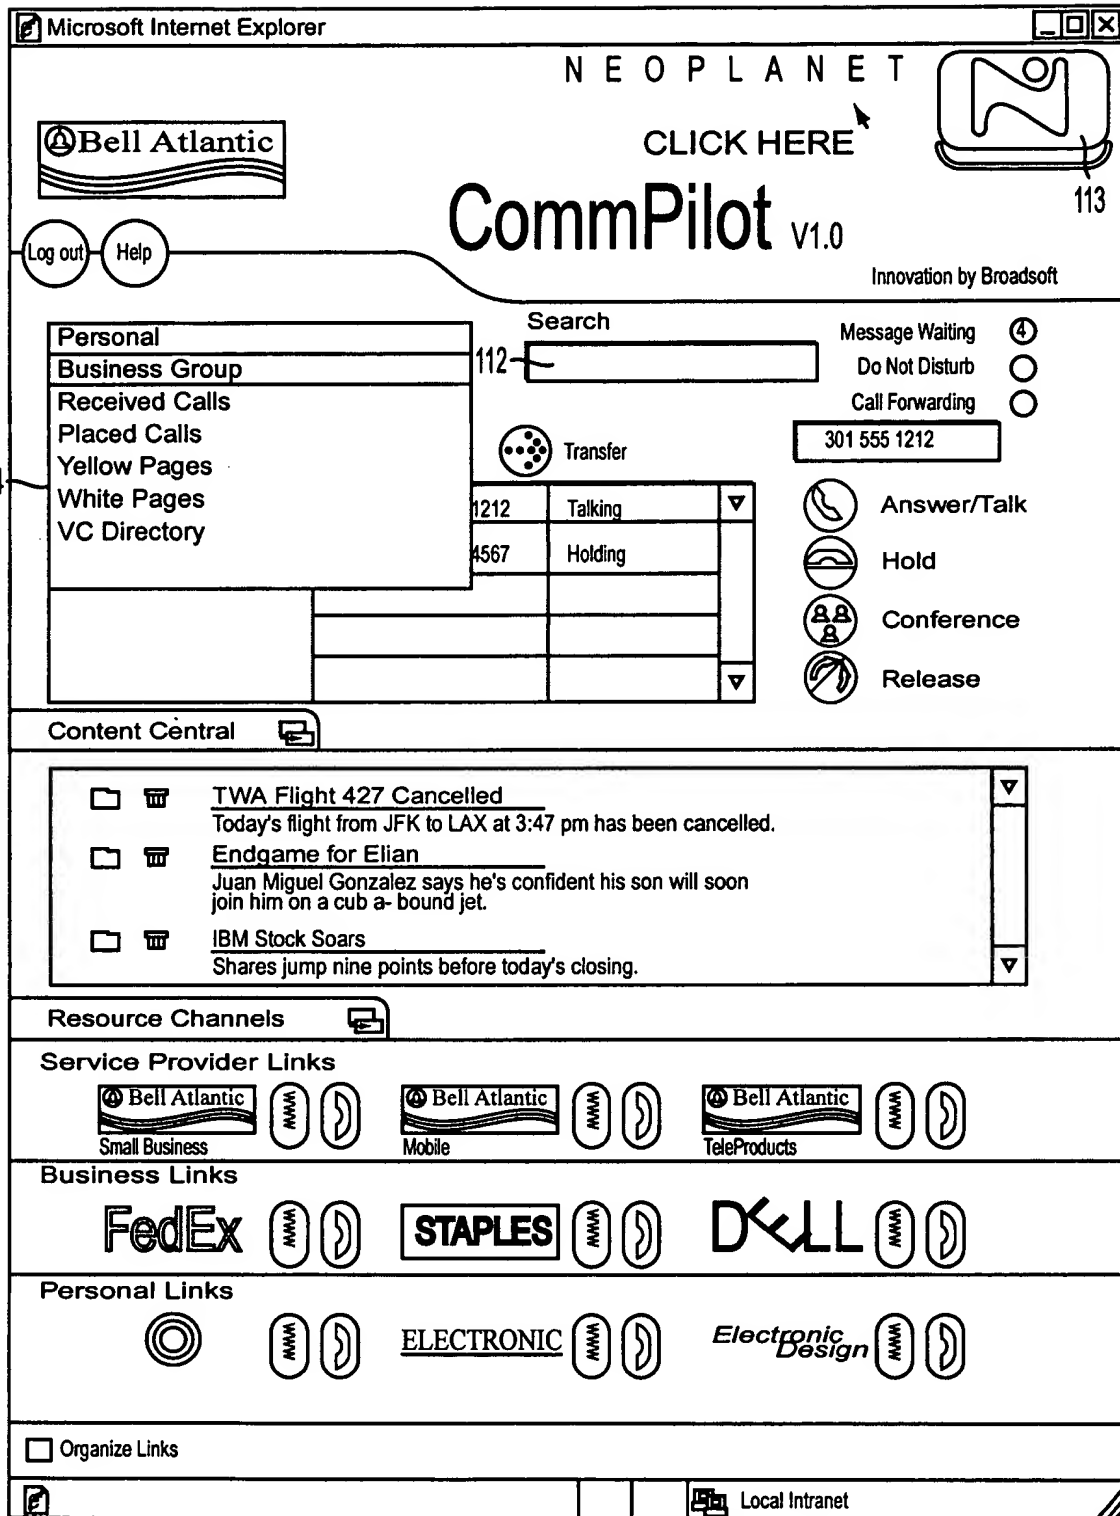 Microsoft Internet Explorer
NEOPLANET
Bell Atlantic
CLICK HERE
113
CommPilot V1.0
Log out
Help
Innovation by Broadsoft
Personal
Business Group
Received Calls
Placed Calls
Yellow Pages
White Pages
VC Directory
Search
112
Message Waiting 4
Do Not Disturb
Call Forwarding
301 555 1212
Transfer
1212 Talking
4567 Holding
Answer/Talk
Hold
Conference
Release
Content Central
TWA Flight 427 Cancelled
Today's flight from JFK to LAX at 3:47 pm has been cancelled.
Endgame for Elian
Juan Miguel Gonzalez says he's confident his son will soon
join him on a cub a- bound jet.
IBM Stock Soars
Shares jump nine points before today's closing.
Resource Channels
Service Provider Links
Bell Atlantic
Small Business
Bell Atlantic
Mobile
Bell Atlantic
TeleProducts
Business Links
FedEx
STAPLES
DELL
Personal Links
ELECTRONIC
Electronic
Design
Organize Links
Local Intranet